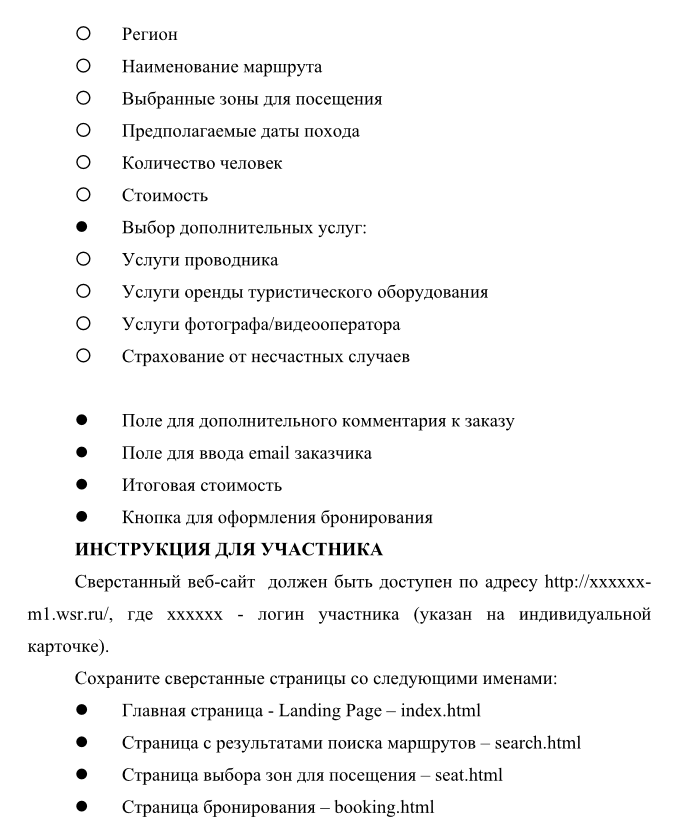 ○ Регион
○ Наименование маршрута
○ Выбранные зоны для посещения
○ Предполагаемые даты похода
○ Количество человек
○ Стоимость
● Выбор дополнительных услуг:
○ Услуги проводника
○ Услуги оренды туристического оборудования
○ Услуги фотографа/видеооператора
○ Страхование от несчастных случаев
● Поле для дополнительного комментария к заказу
● Поле для ввода email заказчика
● Итоговая стоимость
● Кнопка для оформления бронирования
ИНСТРУКЦИЯ ДЛЯ УЧАСТНИКА
Сверстанный веб-сайт должен быть доступен по адресу http://xxxxxx-
m1.wsr.ru/, где xxxxxx - логин участника (указан на индивидуальной
карточке).
Сохраните сверстанные страницы со следующими именами:
● Главная страница - Landing Page – index.html
● Страница с результатами поиска маршрутов – search.html
● Страница выбора зон для посещения – seat.html
● Страница бронирования – booking.html